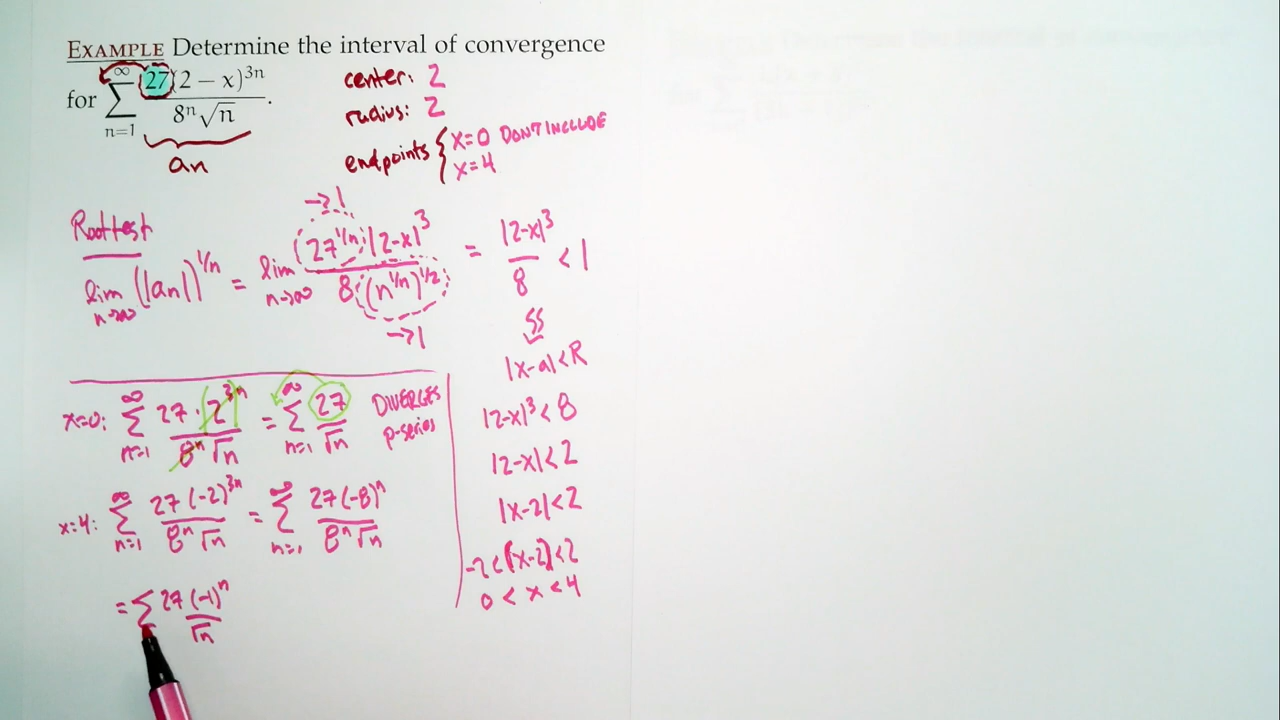 EXAMPLE Determine the interval of convergence
for ∑_{n=1}^{∞} 27(2 − x)^{3n} / (8^n √n).
an
center: 2
radius: 2
endpoints { x=0 DON'T INCLUDE
x=4
Root test
lim_{n→∞} (|an|)^{1/n} = lim_{n→∞} (27^{1/n}) |2-x|^3 / (8 (n^{1/n})^{1/2}) = |2-x|^3 / 8 < 1
→1
→1
|x-a| < R
|2-x|^3 < 8
|2-x| < 2
|x-2| < 2
-2 < (x-2) < 2
0 < x < 4
x=0: ∑_{n=1}^{∞} 27 · 2^{3n} / (8^n √n) = ∑_{n=1}^{∞} 27 / √n DIVERGES
p-series
x=4: ∑_{n=1}^{∞} 27 (-2)^{3n} / (8^n √n) = ∑_{n=1}^{∞} 27 (-8)^n / (8^n √n)
= ∑ 27 (-1)^n / √n